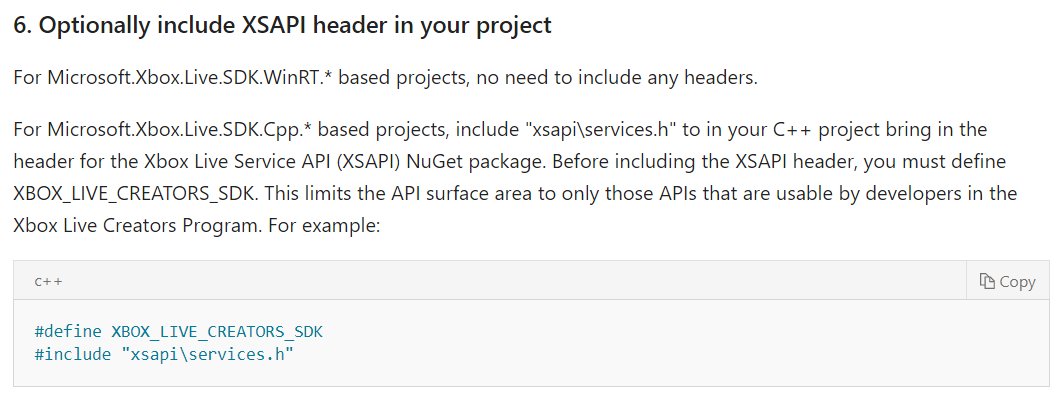 6. Optionally include XSAPI header in your project
For Microsoft.Xbox.Live.SDK.WinRT.* based projects, no need to include any headers.
For Microsoft.Xbox.Live.SDK.Cpp.* based projects, include "xsapi\services.h" to in your C++ project bring in the
header for the Xbox Live Service API (XSAPI) NuGet package. Before including the XSAPI header, you must define
XBOX_LIVE_CREATORS_SDK. This limits the API surface area to only those APIs that are usable by developers in the
Xbox Live Creators Program. For example:
c++
Copy
#define XBOX_LIVE_CREATORS_SDK
#include "xsapi\services.h"